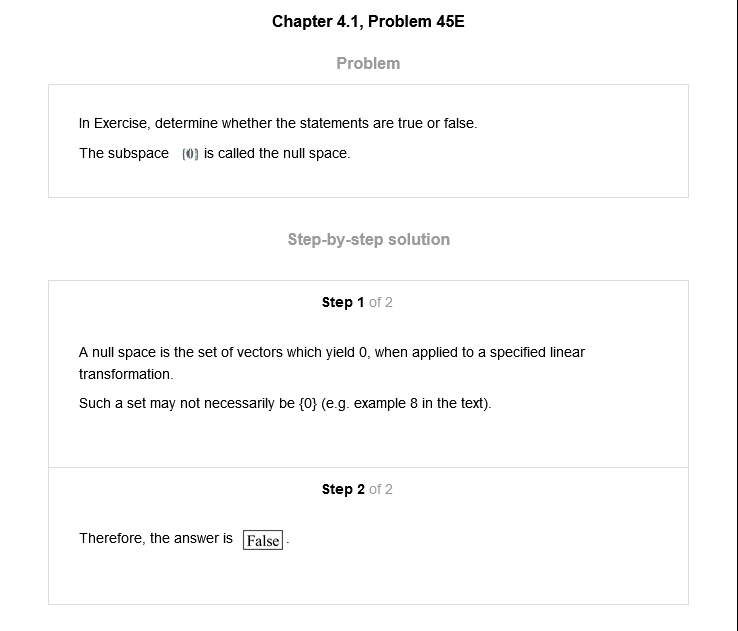 Chapter 4.1, Problem 45E
Problem
In Exercise, determine whether the statements are true or false.
The subspace {0} is called the null space.
Step-by-step solution
Step 1 of 2
A null space is the set of vectors which yield 0, when applied to a specified linear
transformation.
Such a set may not necessarily be {0} (e.g. example 8 in the text).
Step 2 of 2
Therefore, the answer is False.